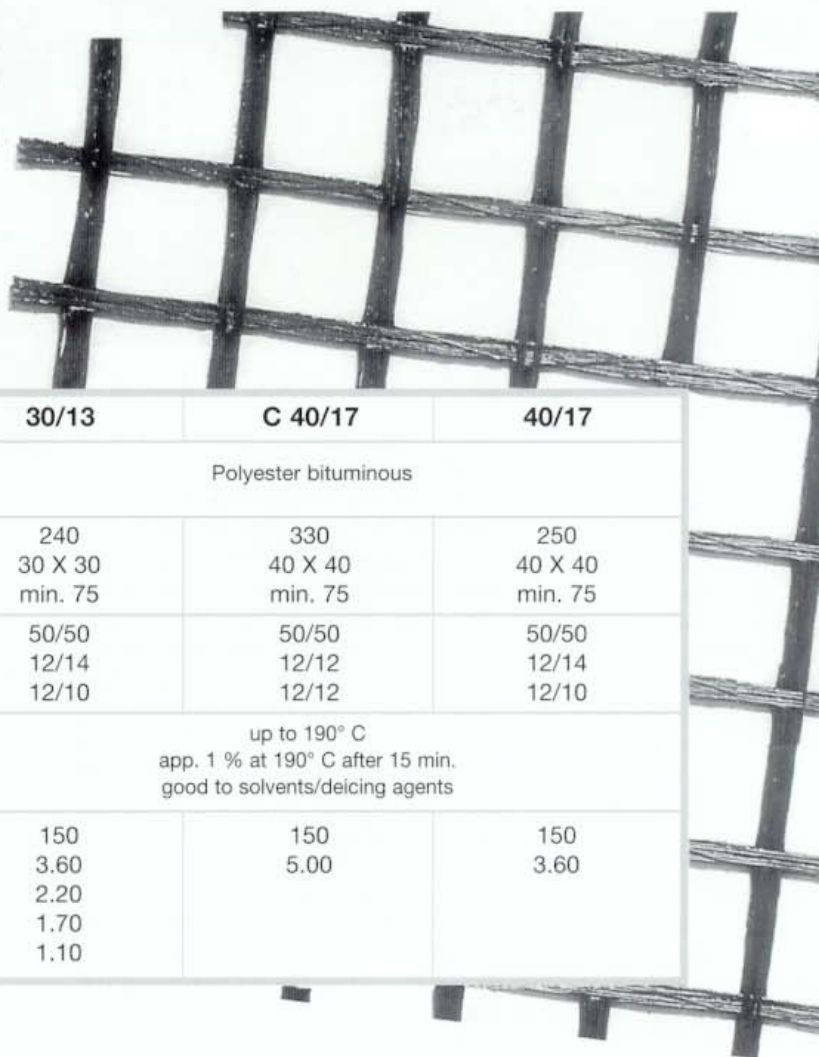 30/13 C 40/17 40/17
Polyester bituminous
240 330 250
30 X 30 40 X 40 40 X 40
min. 75 min. 75 min. 75
50/50 50/50 50/50
12/14 12/12 12/14
12/10 12/12 12/10
up to 190° C
app. 1 % at 190° C after 15 min.
good to solvents/deicing agents
150 150 150
3.60 5.00 3.60
2.20
1.70
1.10